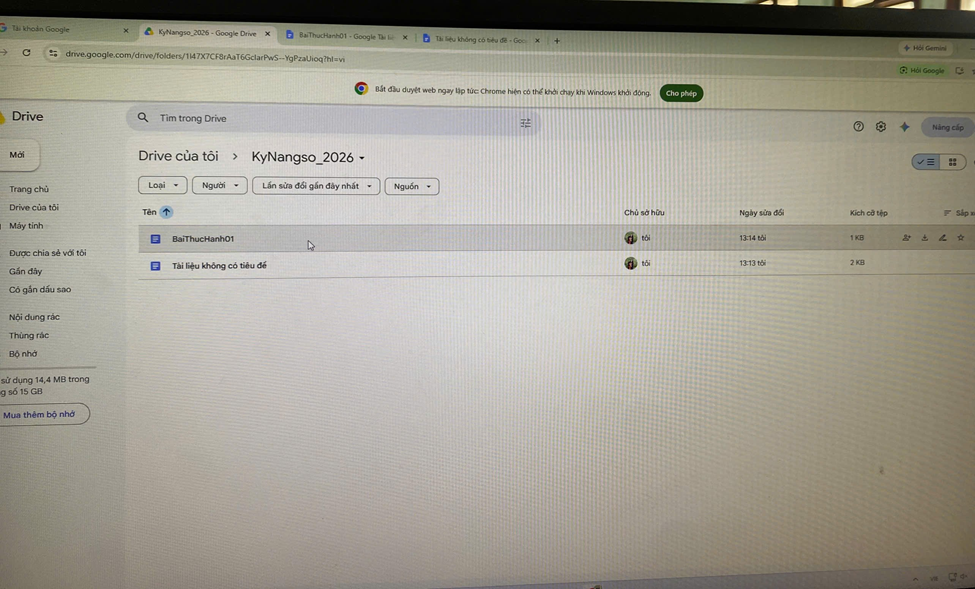 Tài khoản Google
KyNangso_2026 - Google Drive
BaiThucHanh01 - Google Tài liệ
Tài liệu không có tiêu đề - Goo
Hỏi Gemini
drive.google.com/drive/folders/
?hl=vi
Hỏi Google
Bắt đầu duyệt web ngay lập tức: Chrome hiện có thể khởi chạy khi Windows khởi động.
Cho phép
Drive
Tìm trong Drive
Nâng cấp
Mới
Drive của tôi > KyNangso_2026
Loại
Người
Lần sửa đổi gần đây nhất
Nguồn
Trang chủ
Drive của tôi
Máy tính
Được chia sẻ với tôi
Gần đây
Có gắn dấu sao
Nội dung rác
Thùng rác
Bộ nhớ
sử dụng 14,4 MB trong
g số 15 GB
Mua thêm bộ nhớ
Tên
Chủ sở hữu
Ngày sửa đổi
Kích cỡ tệp
Sắp x
BaiThucHanh01
tôi
13:14 tôi
1 KB
Tài liệu không có tiêu đề
tôi
13:13 tôi
2 KB